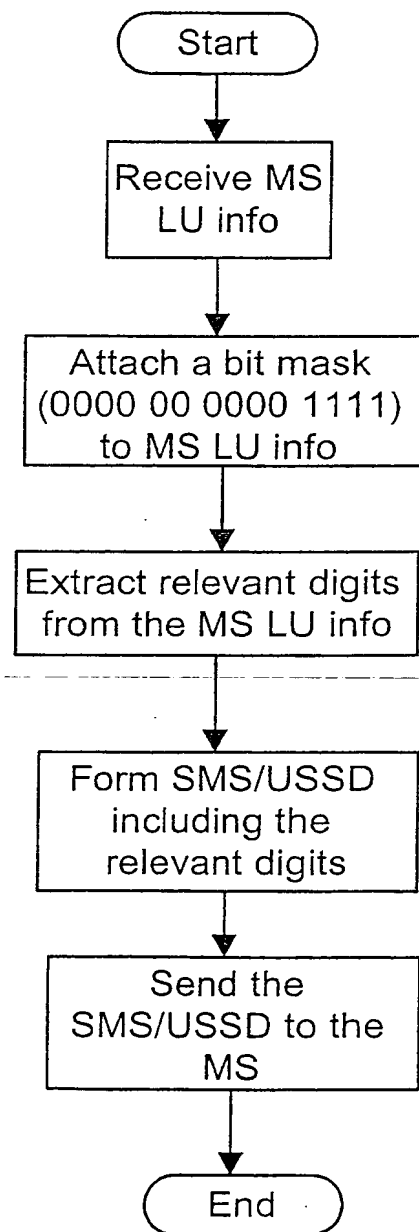 Start
Receive MS
LU info
Attach a bit mask
(0000 00 0000 1111)
to MS LU info
Extract relevant digits
from the MS LU info
Form SMS/USSD
including the
relevant digits
Send the
SMS/USSD to the
MS
End